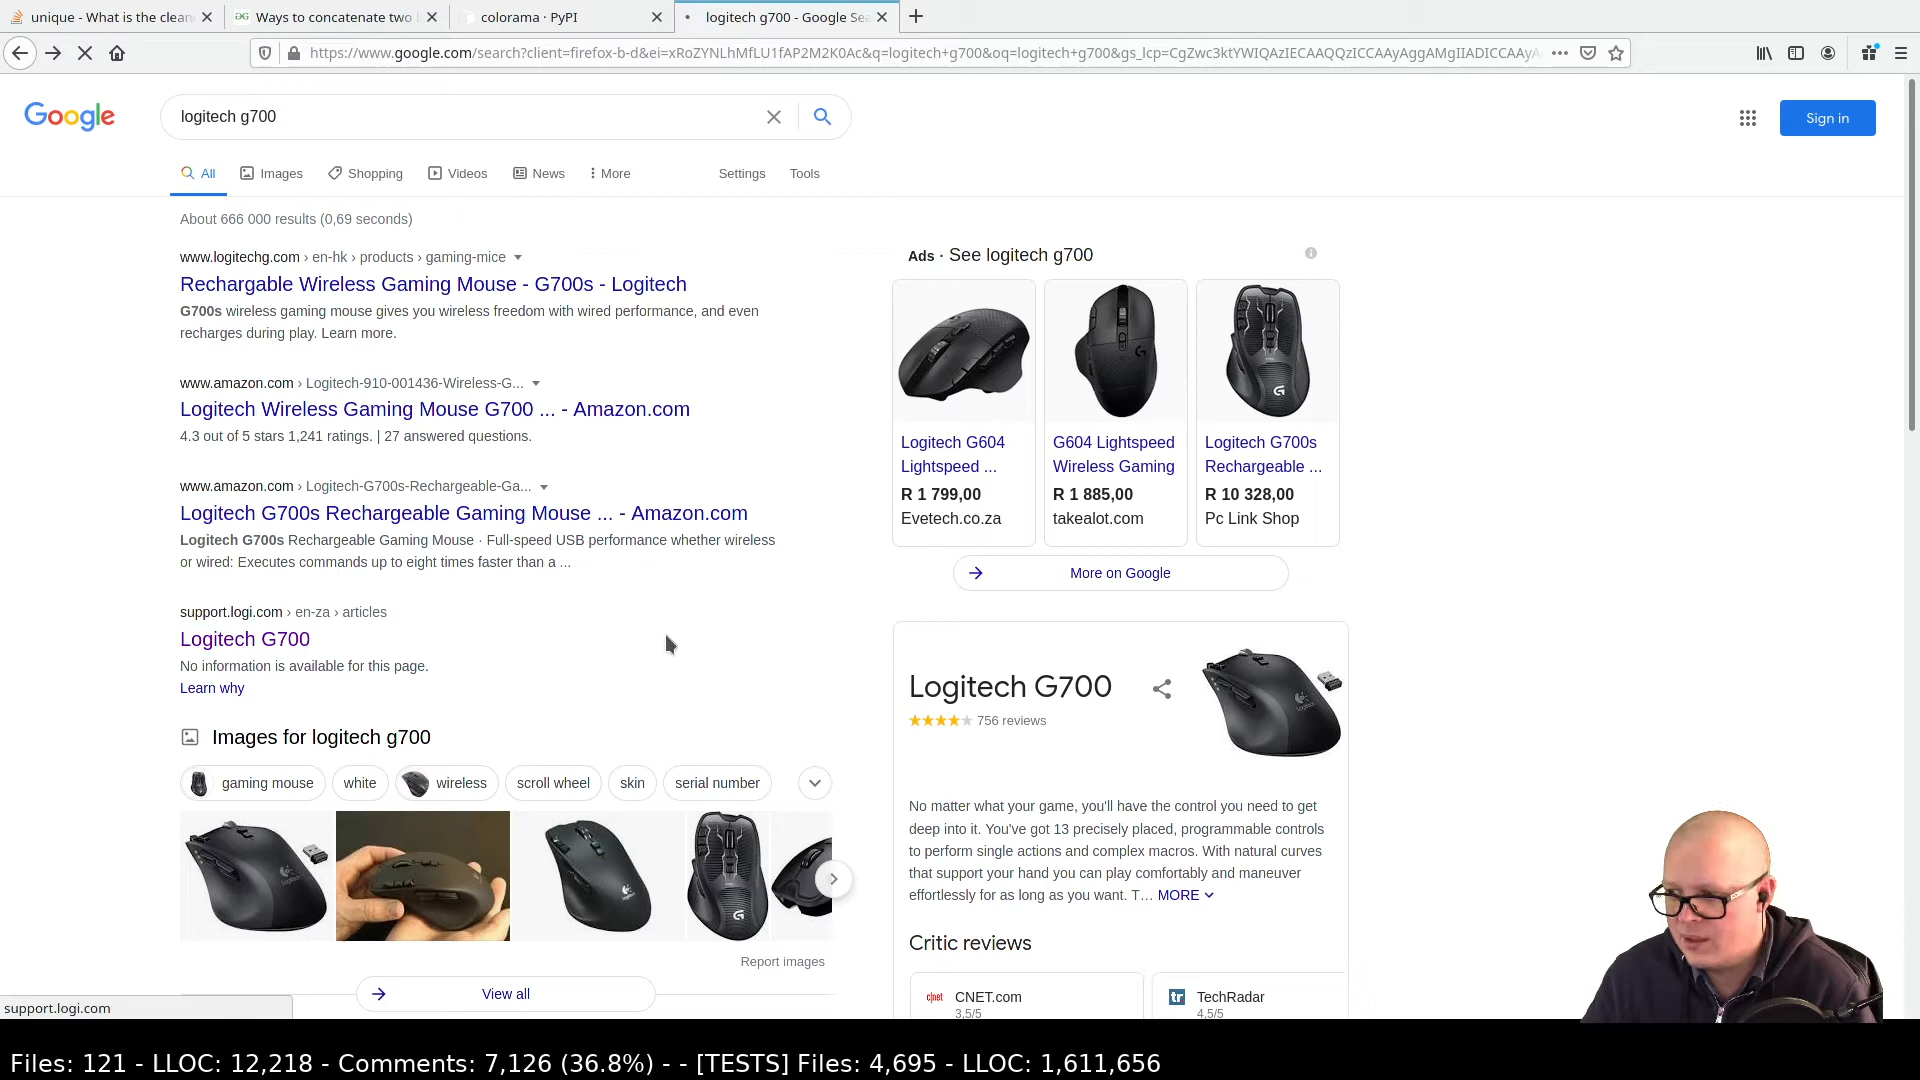 unique - What is the clean
Ways to concatenate two
colorama · PyPI
logitech g700 - Google Sea
https://www.google.com/search?client=firefox-b-d&ei=xRoZYNLhMfLU1fAP2M2K0Ac&q=logitech+g700&oq=logitech+g700&gs_lcp=CgZwc3ktYWIQAzIECAAQQzICCAAyAggAMgIIADICCAAyA
Google
logitech g700
Sign in
All
Images
Shopping
Videos
News
More
Settings
Tools
About 666 000 results (0,69 seconds)
www.logitechg.com › en-hk › products › gaming-mice
Rechargable Wireless Gaming Mouse - G700s - Logitech
G700s wireless gaming mouse gives you wireless freedom with wired performance, and even
recharges during play. Learn more.
www.amazon.com › Logitech-910-001436-Wireless-G...
Logitech Wireless Gaming Mouse G700 ... - Amazon.com
4.3 out of 5 stars 1,241 ratings. | 27 answered questions.
www.amazon.com › Logitech-G700s-Rechargeable-Ga...
Logitech G700s Rechargeable Gaming Mouse ... - Amazon.com
Logitech G700s Rechargeable Gaming Mouse · Full-speed USB performance whether wireless
or wired: Executes commands up to eight times faster than a ...
support.logi.com › en-za › articles
Logitech G700
No information is available for this page.
Learn why
Images for logitech g700
gaming mouse
white
wireless
scroll wheel
skin
serial number
Report images
View all
Ads · See logitech g700
Logitech G604
Lightspeed ...
R 1 799,00
Evetech.co.za
G604 Lightspeed
Wireless Gaming
R 1 885,00
takealot.com
Logitech G700s
Rechargeable ...
R 10 328,00
Pc Link Shop
More on Google
Logitech G700
756 reviews
No matter what your game, you'll have the control you need to get
deep into it. You've got 13 precisely placed, programmable controls
to perform single actions and complex macros. With natural curves
that support your hand you can play comfortably and maneuver
effortlessly for as long as you want. T… MORE
Critic reviews
c|net
CNET.com
3,5/5
tr
TechRadar
4,5/5
support.logi.com
Files: 121 - LLOC: 12,218 - Comments: 7,126 (36.8%) - - [TESTS] Files: 4,695 - LLOC: 1,611,656